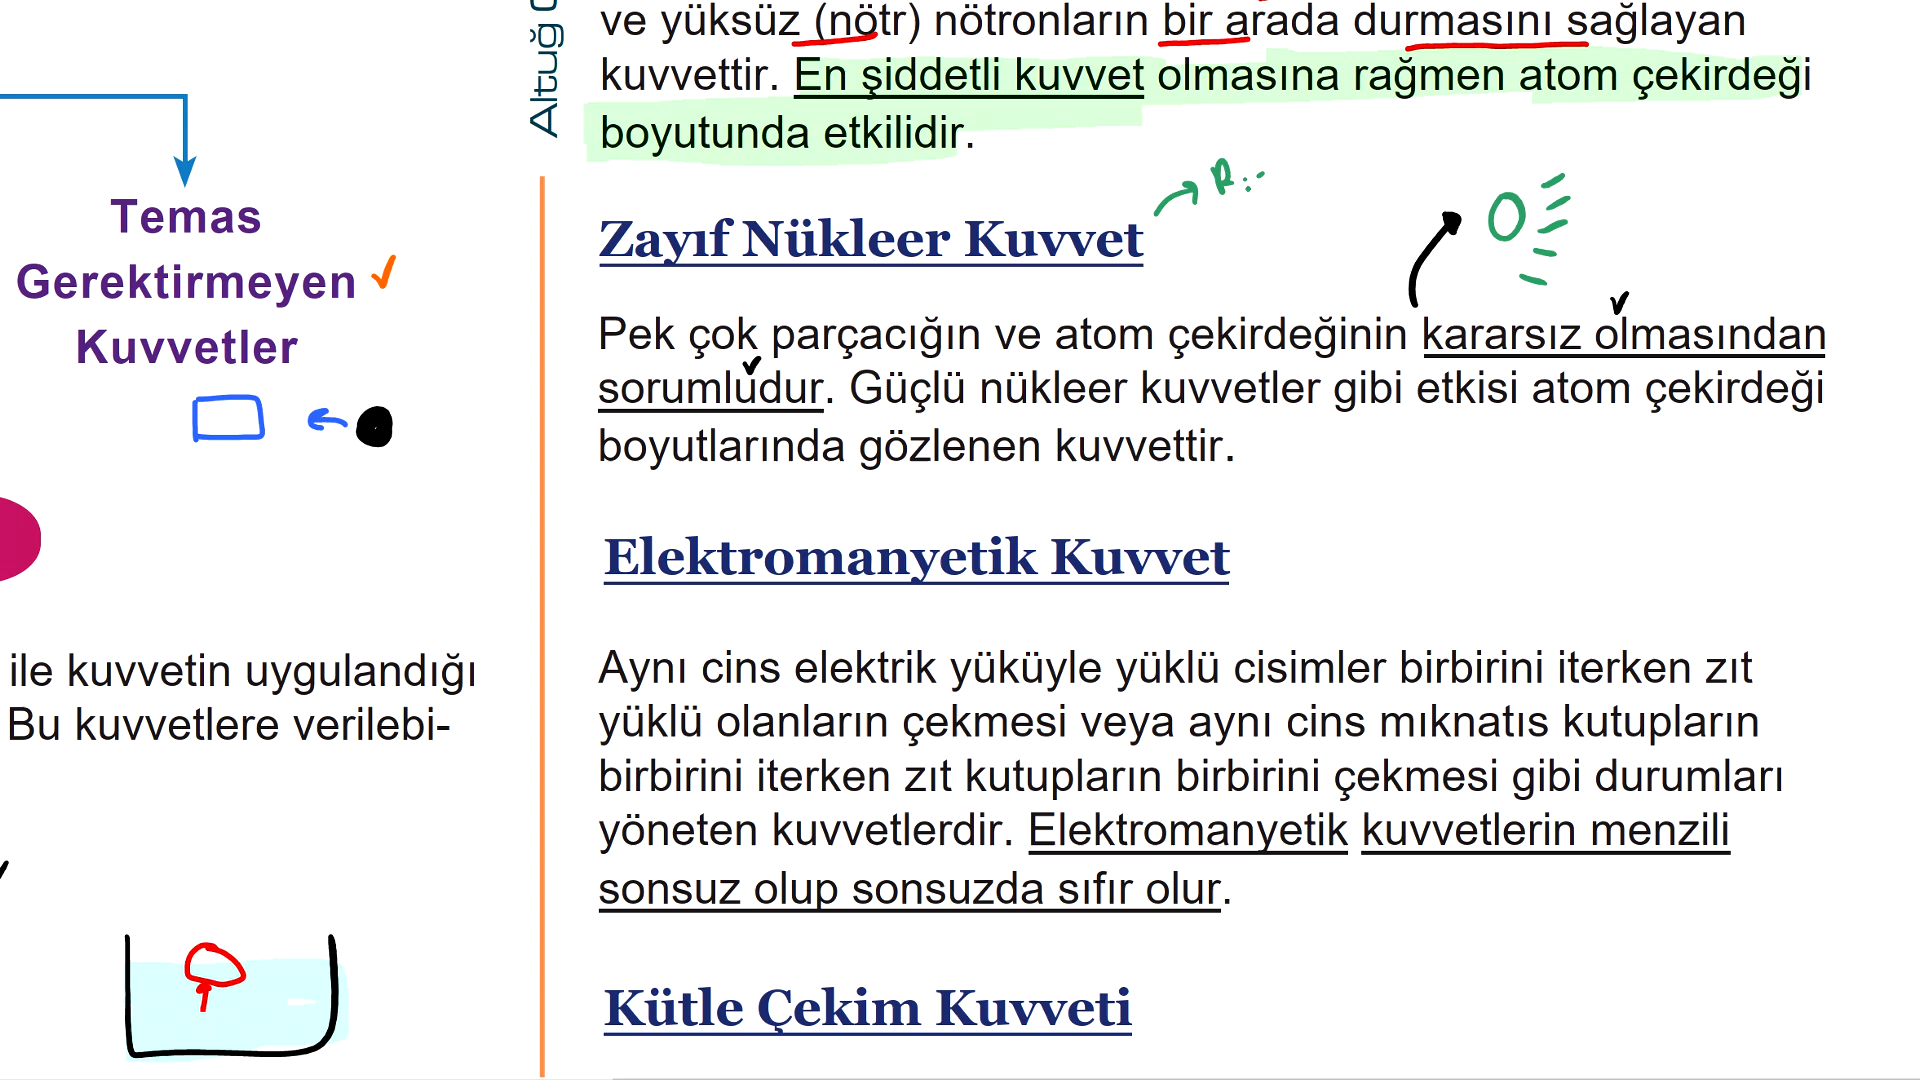 Temas
Gerektirmeyen
Kuvvetler
ile kuvvetin uygulandığı
Bu kuvvetlere verilebi-
Altuğ
ve yüksüz (nötr) nötronların bir arada durmasını sağlayan
kuvvettir. En şiddetli kuvvet olmasına rağmen atom çekirdeği
boyutunda etkilidir.
Zayıf Nükleer Kuvvet
Pek çok parçacığın ve atom çekirdeğinin kararsız olmasından
sorumludur. Güçlü nükleer kuvvetler gibi etkisi atom çekirdeği
boyutlarında gözlenen kuvvettir.
Elektromanyetik Kuvvet
Aynı cins elektrik yüküyle yüklü cisimler birbirini iterken zıt
yüklü olanların çekmesi veya aynı cins mıknatıs kutupların
birbirini iterken zıt kutupların birbirini çekmesi gibi durumları
yöneten kuvvetlerdir. Elektromanyetik kuvvetlerin menzili
sonsuz olup sonsuzda sıfır olur.
Kütle Çekim Kuvveti